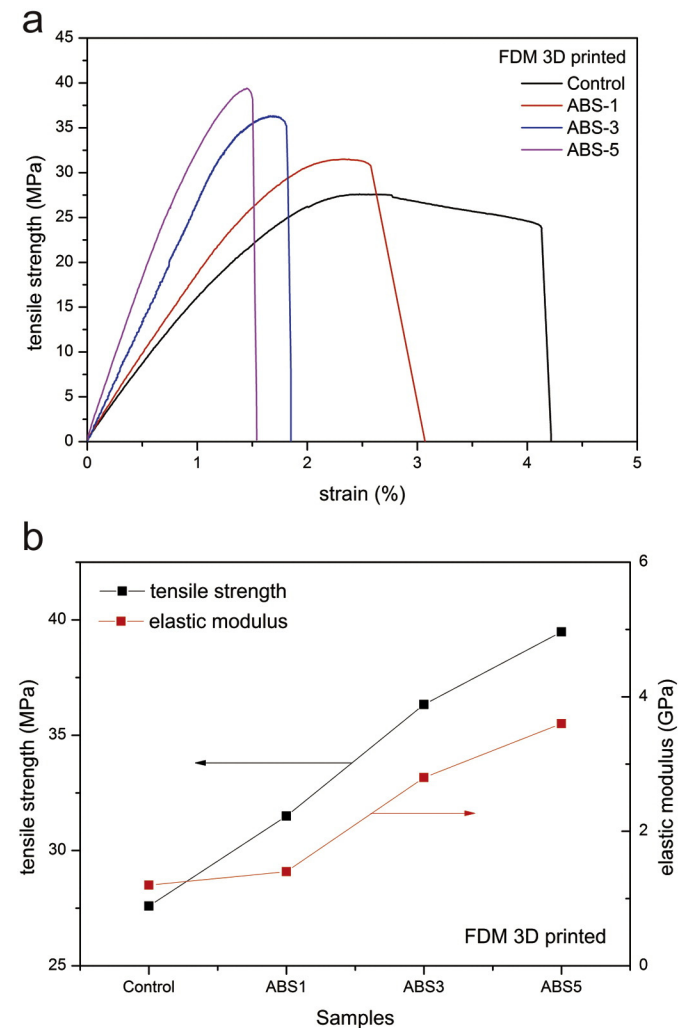 a
FDM 3D printed
Control
ABS-1
ABS-3
ABS-5
45
40
35
30
25
20
15
10
5
0
tensile strength (MPa)
0 1 2 3 4 5
strain (%)
b
tensile strength
elastic modulus
40
35
30
25
tensile strength (MPa)
6
4
2
0
elastic modulus (GPa)
FDM 3D printed
Control ABS1 ABS3 ABS5
Samples